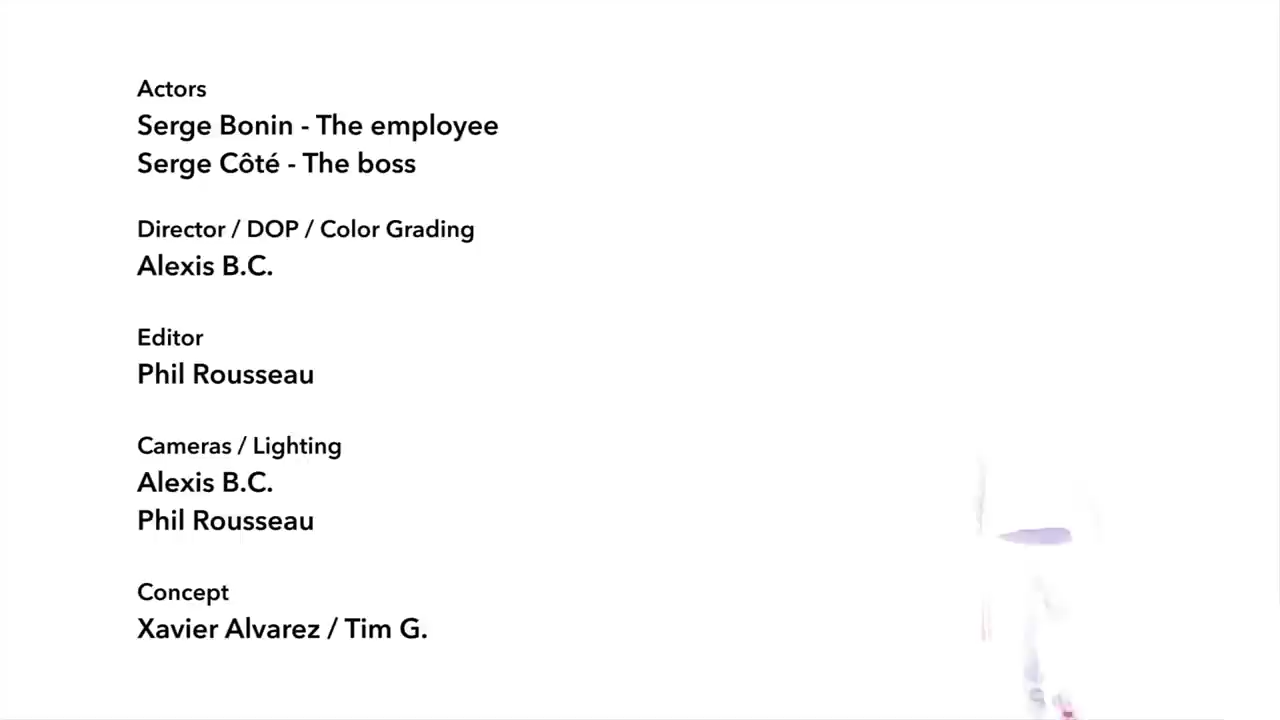 Actors
Serge Bonin - The employee
Serge Côté - The boss
Director / DOP / Color Grading
Alexis B.C.
Editor
Phil Rousseau
Cameras / Lighting
Alexis B.C.
Phil Rousseau
Concept
Xavier Alvarez / Tim G.